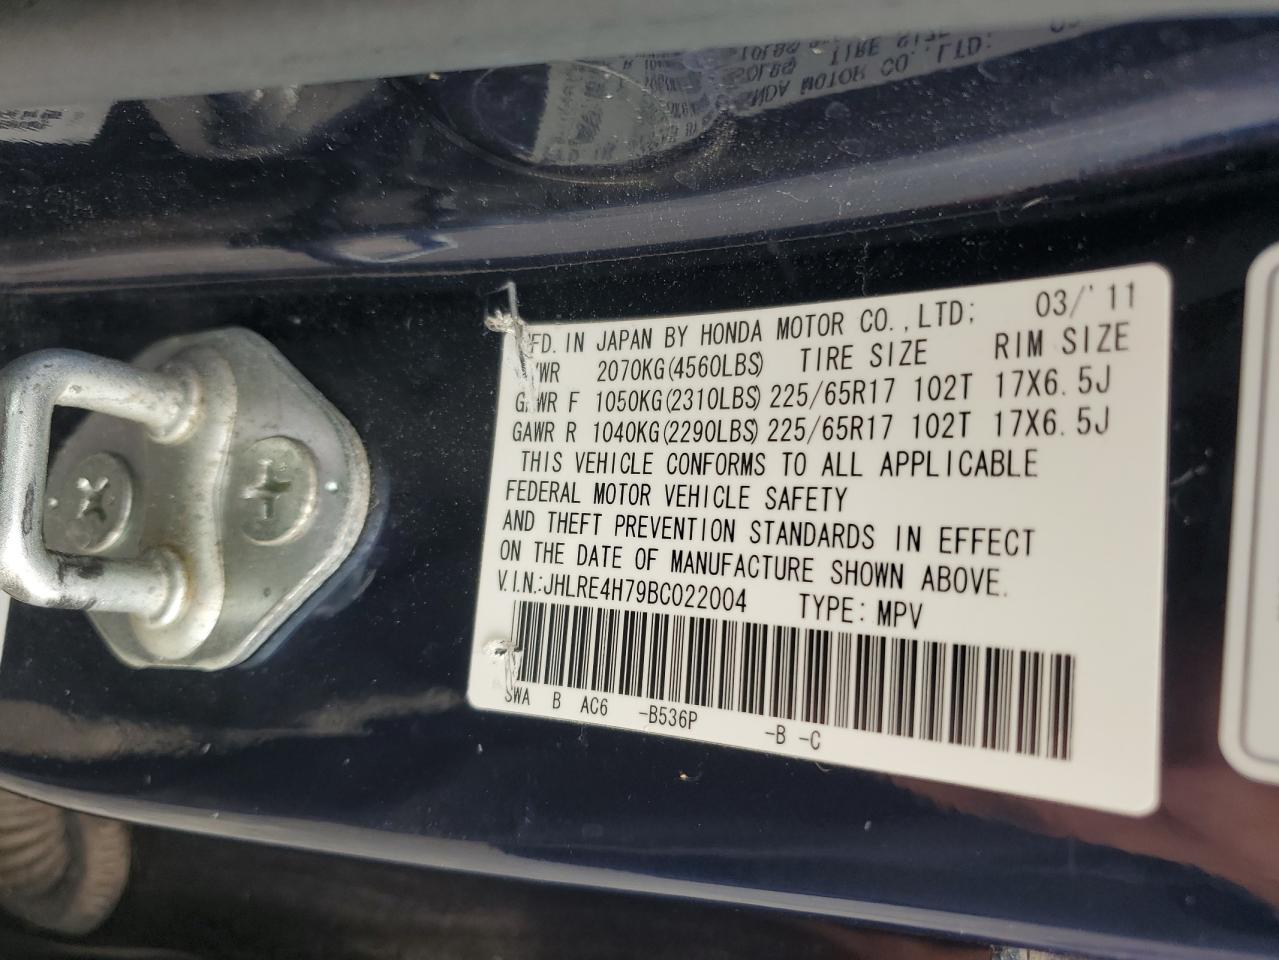 MFD. IN JAPAN BY HONDA MOTOR CO., LTD: 03/'11
GVWR 2070KG(4560LBS) TIRE SIZE RIM SIZE
GAWR F 1050KG(2310LBS) 225/65R17 102T 17X6.5J
GAWR R 1040KG(2290LBS) 225/65R17 102T 17X6.5J
THIS VEHICLE CONFORMS TO ALL APPLICABLE
FEDERAL MOTOR VEHICLE SAFETY
AND THEFT PREVENTION STANDARDS IN EFFECT
ON THE DATE OF MANUFACTURE SHOWN ABOVE.
V.I.N.:JHLRE4H79BC022004 TYPE: MPV
SWA B AC6 -B536P -B -C